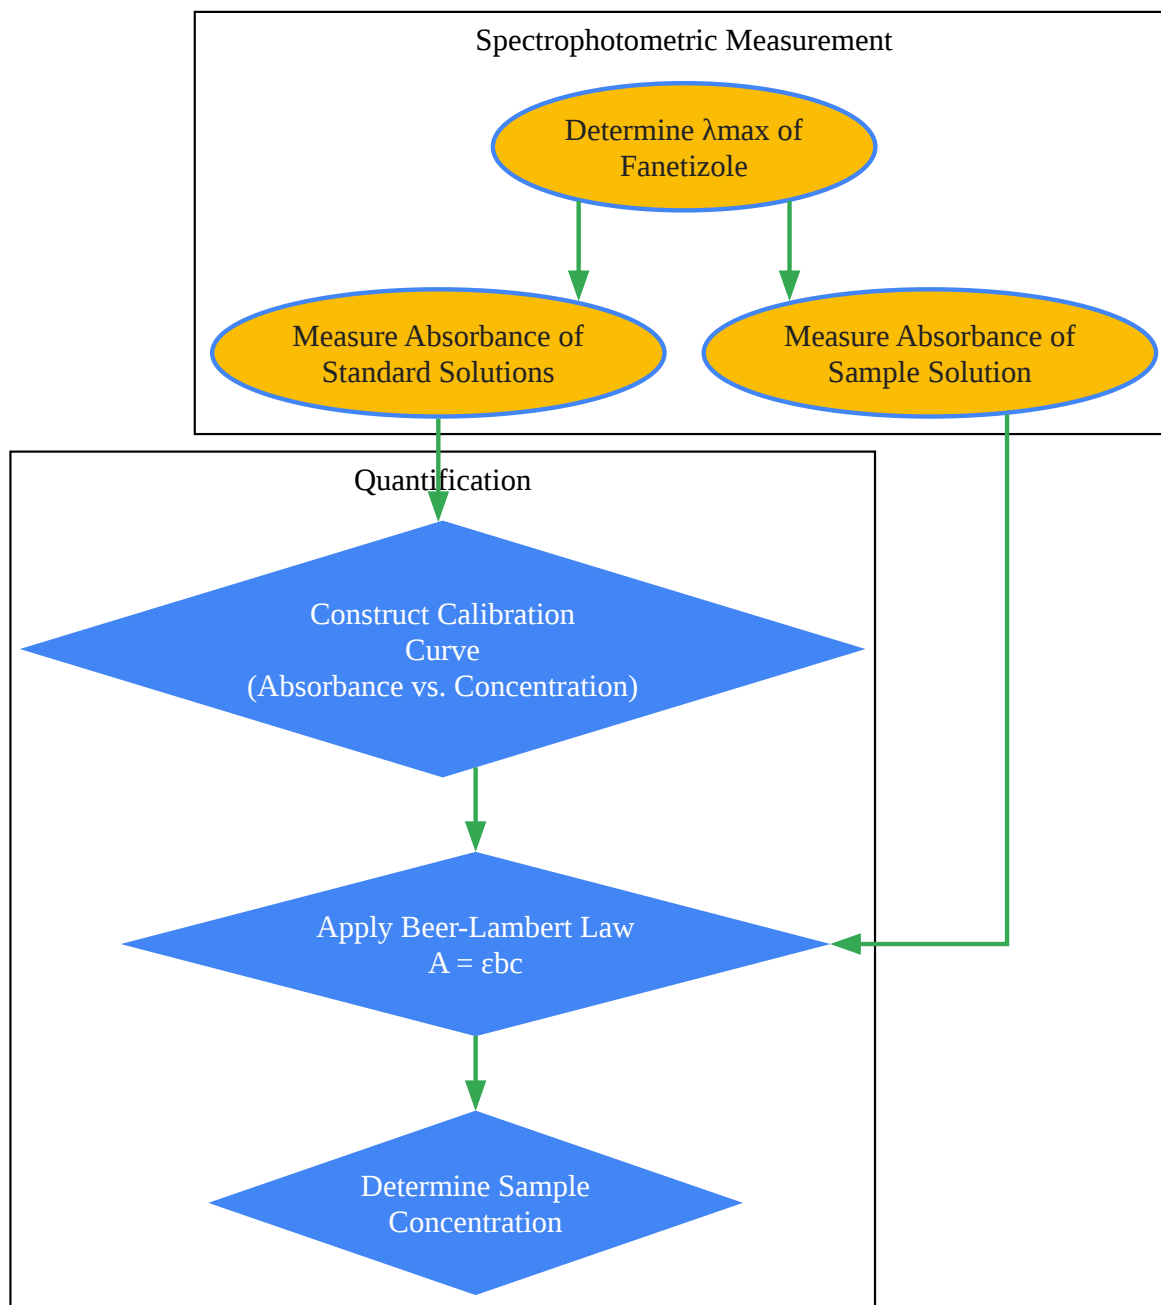 Spectrophotometric Measurement
Determine λmax of
Fanetizole
Measure Absorbance of
Standard Solutions
Measure Absorbance of
Sample Solution
Quantification
Construct Calibration
Curve
(Absorbance vs. Concentration)
Apply Beer-Lambert Law
A = εbc
Determine Sample
Concentration